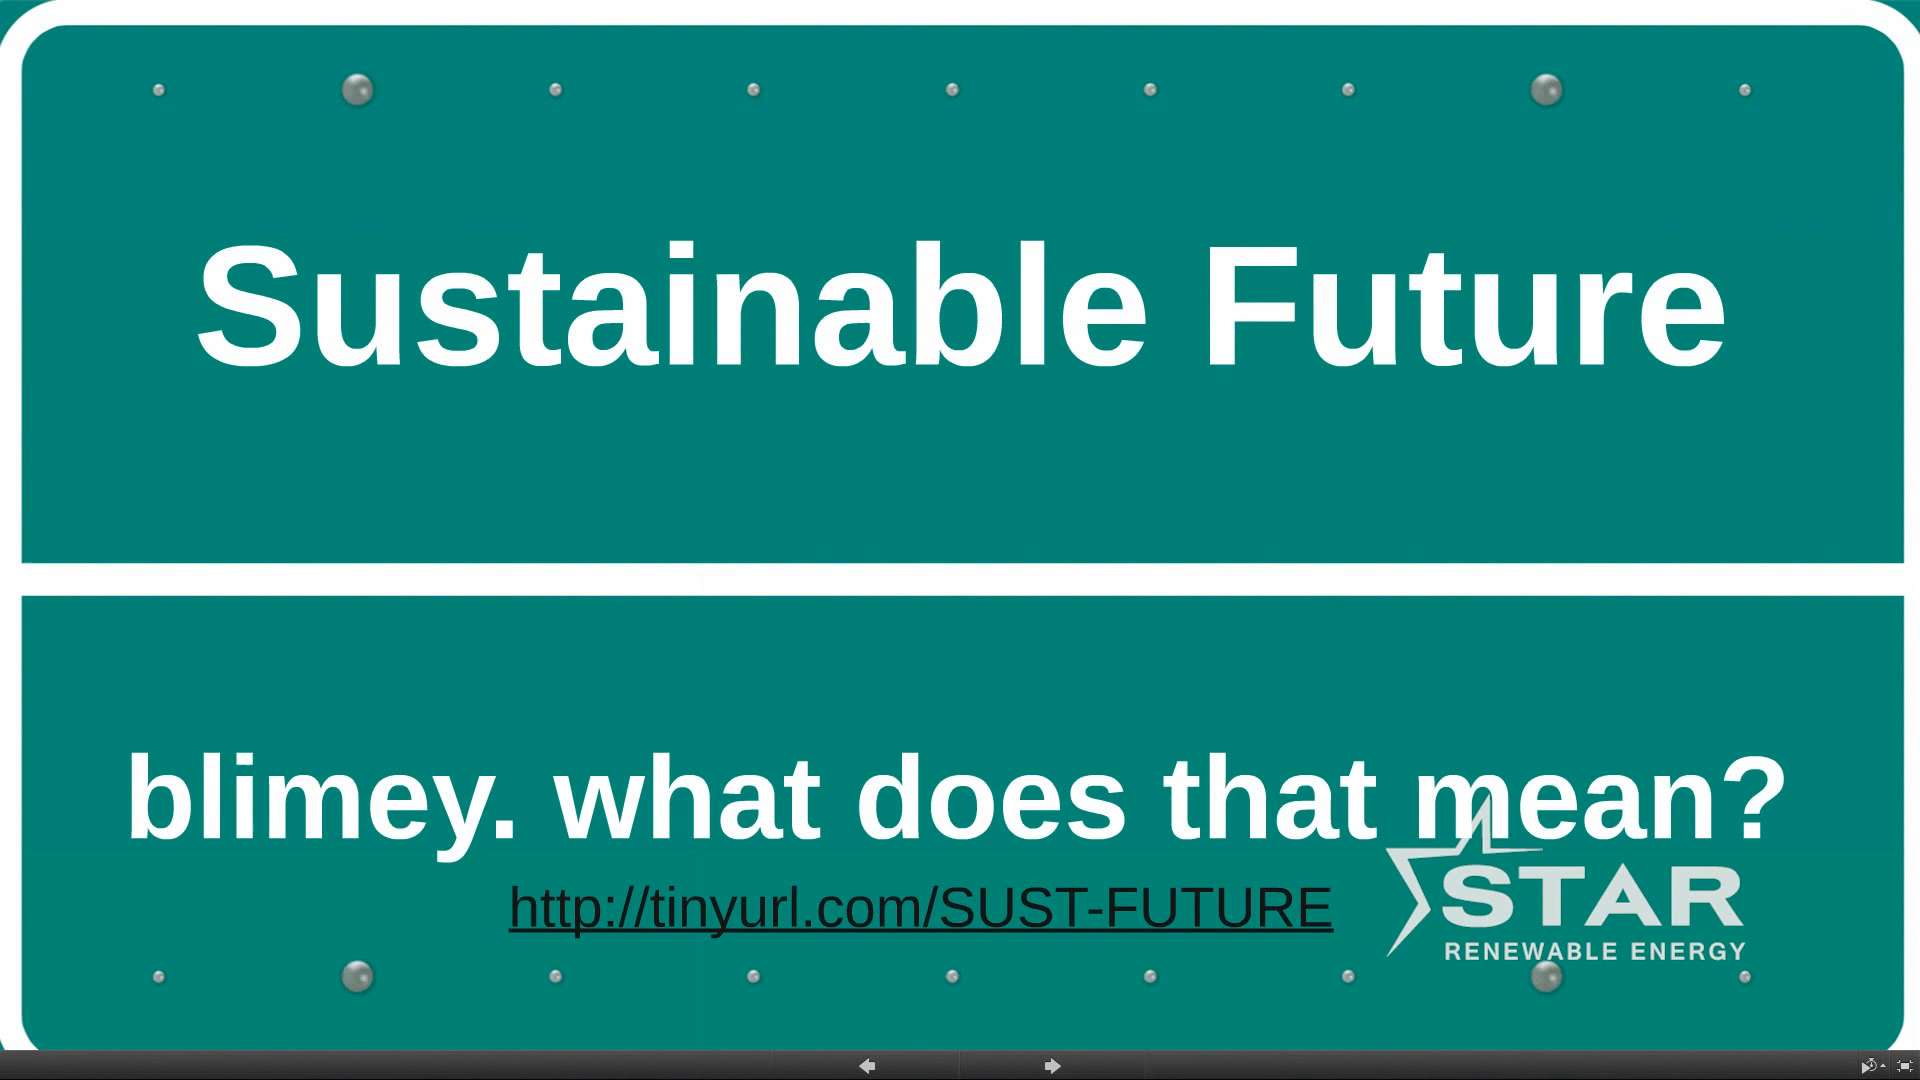 Sustainable Future
blimey. what does that mean?
http://tinyurl.com/SUST-FUTURE
STAR
RENEWABLE ENERGY